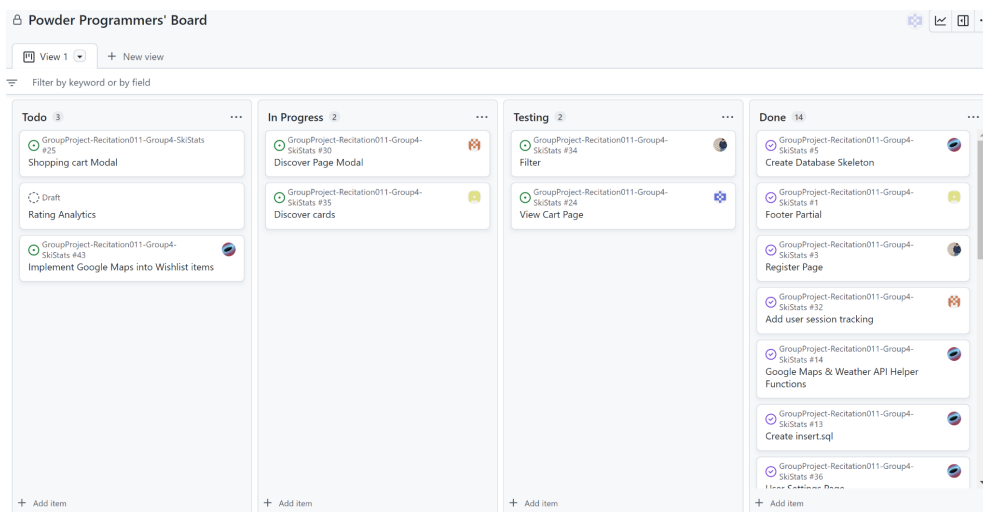 Powder Programmers' Board
View 1
+ New view
Filter by keyword or by field
Todo 3
GroupProject-Recitation011-Group4-SkiStats
#25
Shopping cart Modal
Draft
Rating Analytics
GroupProject-Recitation011-Group4-
SkiStats #43
Implement Google Maps into Wishlist items
+ Add item
In Progress 2
GroupProject-Recitation011-Group4-
SkiStats #30
Discover Page Modal
GroupProject-Recitation011-Group4-
SkiStats #35
Discover cards
+ Add item
Testing 2
GroupProject-Recitation011-Group4-
SkiStats #34
Filter
GroupProject-Recitation011-Group4-
SkiStats #24
View Cart Page
+ Add item
Done 14
GroupProject-Recitation011-Group4-
SkiStats #5
Create Database Skeleton
GroupProject-Recitation011-Group4-
SkiStats #1
Footer Partial
GroupProject-Recitation011-Group4-
SkiStats #3
Register Page
GroupProject-Recitation011-Group4-
SkiStats #32
Add user session tracking
GroupProject-Recitation011-Group4-
SkiStats #14
Google Maps & Weather API Helper
Functions
GroupProject-Recitation011-Group4-
SkiStats #13
Create insert.sql
GroupProject-Recitation011-Group4-
SkiStats #36
User Settings Page
+ Add item